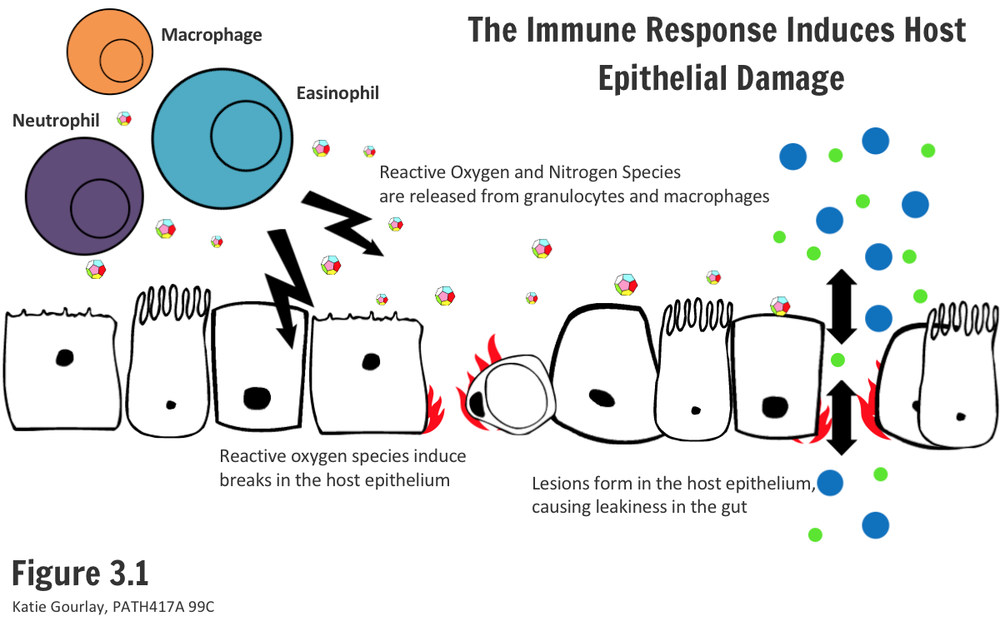 The Immune Response Induces Host
Epithelial Damage
Macrophage
Easinophil
Neutrophil
Reactive Oxygen and Nitrogen Species
are released from granulocytes and macrophages
Reactive oxygen species induce
breaks in the host epithelium
Lesions form in the host epithelium,
causing leakiness in the gut
Figure 3.1
Katie Gourlay, PATH417A 99C